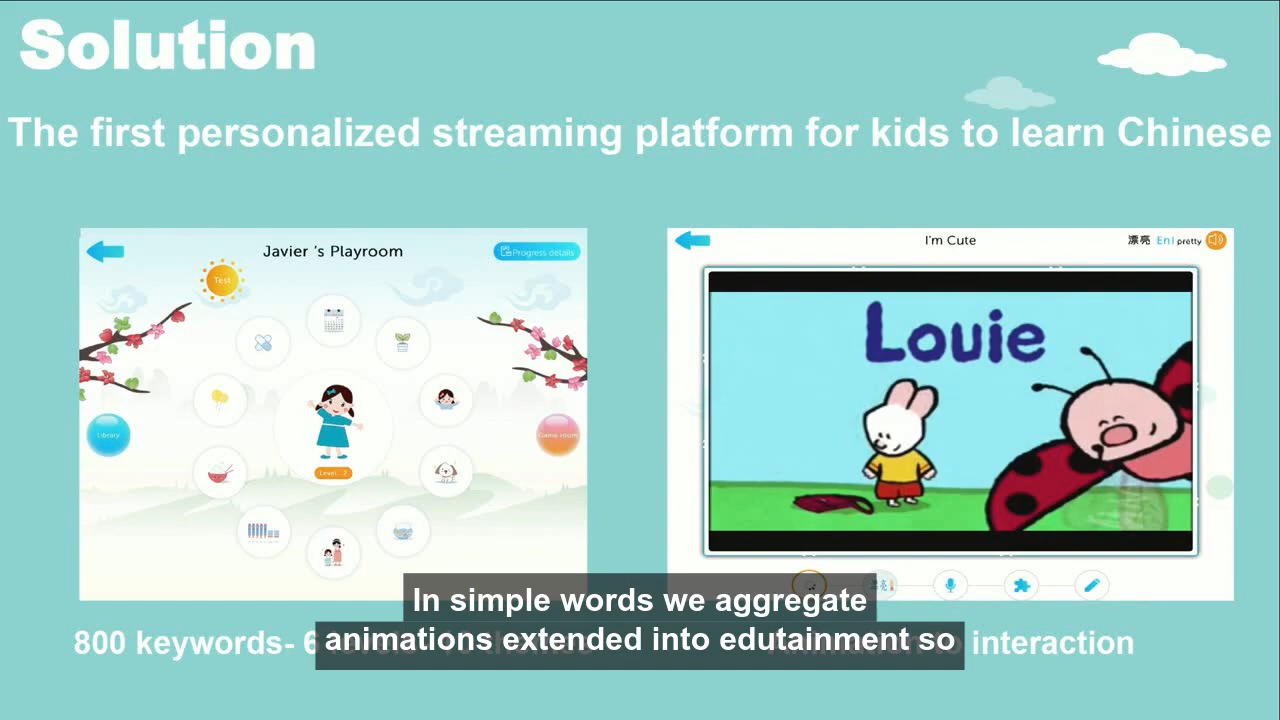 Solution
The first personalized streaming platform for kids to learn Chinese
Javier 's Playroom
Progress details
Test
Library
Game room
Level
I'm Cute
漂亮 En| pretty
Louie
In simple words we aggregate
animations extended into edutainment so
800 keywords- 6
interaction